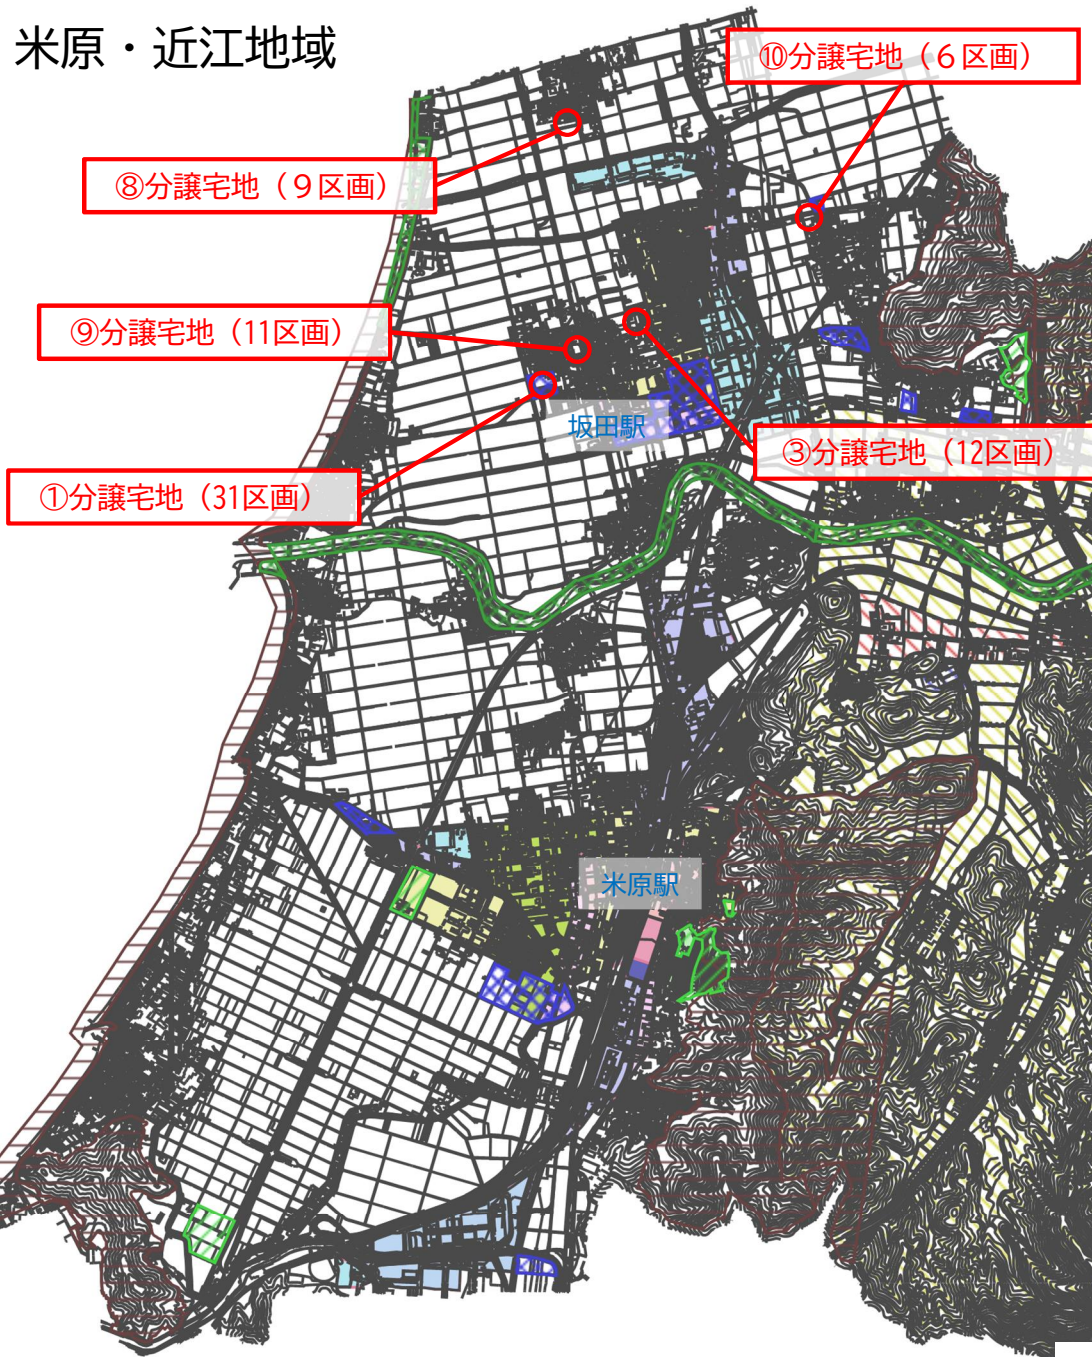 米原・近江地域
⑩分譲宅地（６区画）
⑧分譲宅地（９区画）
⑨分譲宅地（11区画）
坂田駅
③分譲宅地（12区画）
①分譲宅地（31区画）
米原駅